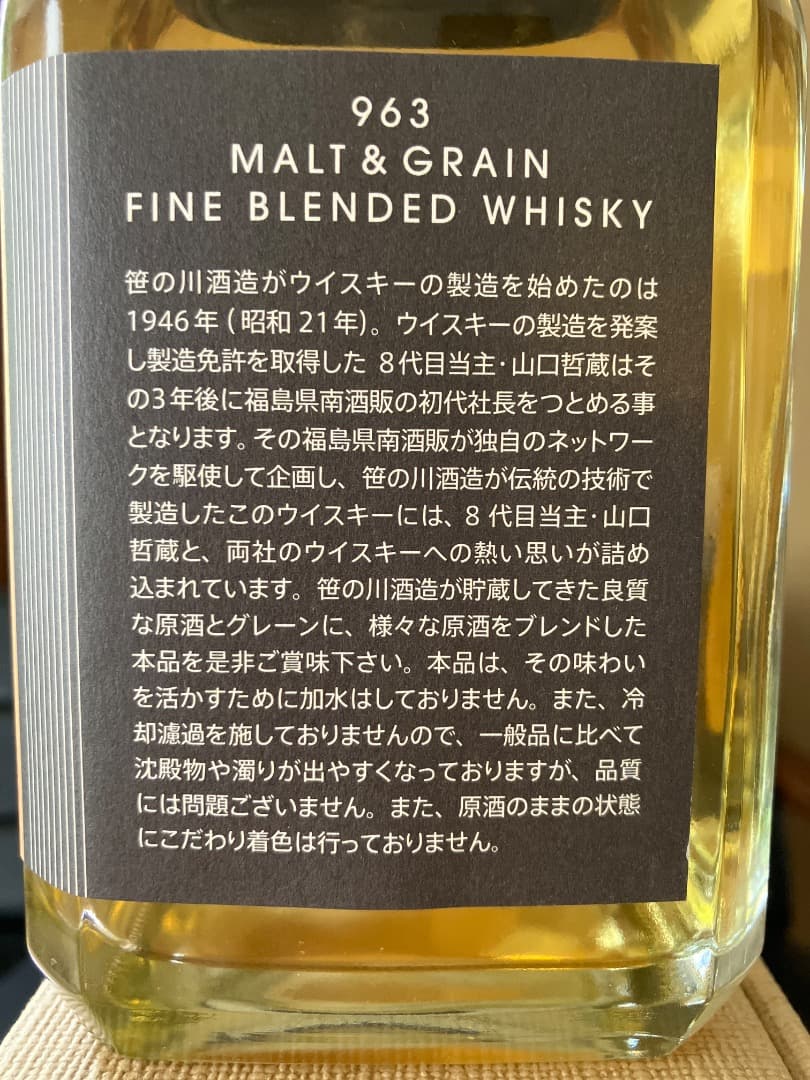 963
MALT & GRAIN
FINE BLENDED WHISKY
笹の川酒造がウイスキーの製造を始めたのは
1946年(昭和21年)。ウイスキーの製造を発案
し製造免許を取得した 8代目当主・山口哲蔵はそ
の3年後に福島県南酒販の初代社長をつとめる事
となります。その福島県南酒販が独自のネットワー
クを駆使して企画し、笹の川酒造が伝統の技術で
製造したこのウイスキーには、8代目当主・山口
哲蔵と、両社のウイスキーへの熱い思いが詰め
込まれています。笹の川酒造が貯蔵してきた良質
な原酒とグレーンに、様々な原酒をブレンドした
本品を是非ご賞味下さい。本品は、その味わい
を活かすために加水はしておりません。また、冷
却濾過を施しておりませんので、一般品に比べて
沈殿物や濁りが出やすくなっておりますが、品質
には問題ございません。また、原酒のままの状態
にこだわり着色は行っておりません。